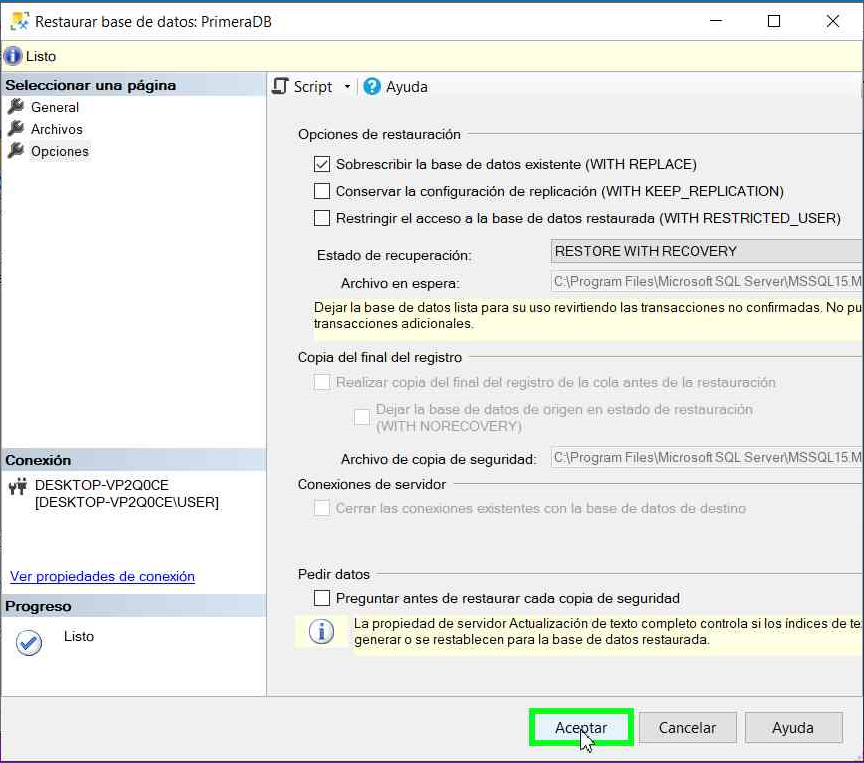 Restaurar base de datos: PrimeraDB
Listo
Seleccionar una página
General
Archivos
Opciones
Script
Ayuda
Opciones de restauración
Sobrescribir la base de datos existente (WITH REPLACE)
Conservar la configuración de replicación (WITH KEEP_REPLICATION)
Restringir el acceso a la base de datos restaurada (WITH RESTRICTED_USER)
Estado de recuperación:
RESTORE WITH RECOVERY
Archivo en espera:
C:\Program Files\Microsoft SQL Server\MSSQL15.M
Dejar la base de datos lista para su uso revirtiendo las transacciones no confirmadas. No pu
transacciones adicionales.
Copia del final del registro
Realizar copia del final del registro de la cola antes de la restauración
Dejar la base de datos de origen en estado de restauración
(WITH NORECOVERY)
Archivo de copia de seguridad:
C:\Program Files\Microsoft SQL Server\MSSQL15.M
Conexiones de servidor
Cerrar las conexiones existentes con la base de datos de destino
Pedir datos
Preguntar antes de restaurar cada copia de seguridad
La propiedad de servidor Actualización de texto completo controla si los índices de te
generar o se restablecen para la base de datos restaurada.
Conexión
DESKTOP-VP2Q0CE
[DESKTOP-VP2Q0CE\USER]
Ver propiedades de conexión
Progreso
Listo
Aceptar
Cancelar
Ayuda